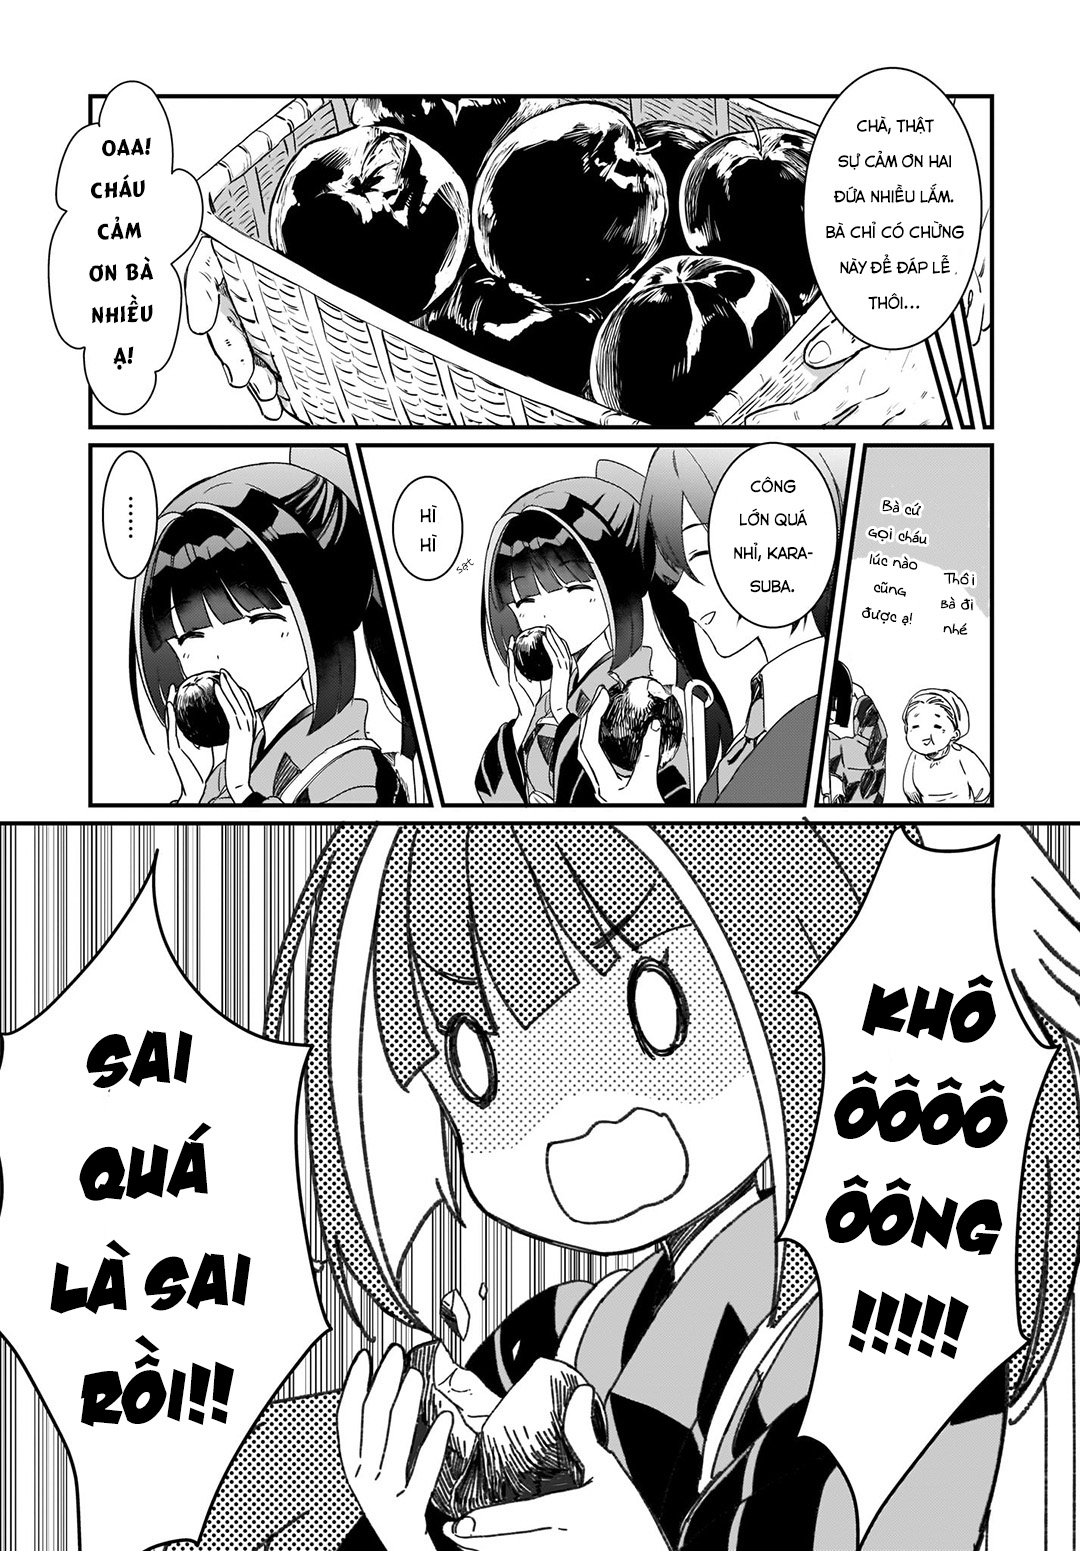 CHÀ, THẬT
SỰ CẢM ƠN HAI
ĐỨA NHIỀU LẮM.
BÀ CHỈ CÓ CHỪNG
NÀY ĐỂ ĐÁP LỄ
THÔI...
OAA!
CHÁU
CẢM
ƠN BÀ
NHIỀU
Ạ!
Bà cứ
gọi cháu
lúc nào
cũng
được ạ!
Thôi
Bà đi
nhé
CÔNG
LỚN QUÁ
NHỈ, KARA-
SUBA.
HÌ
HÌ
sạt
.......
KHÔ
ÔÔÔÔ
ÔÔNG
!!!!!
SAI
QUÁ
LÀ SAI
RỒI!!